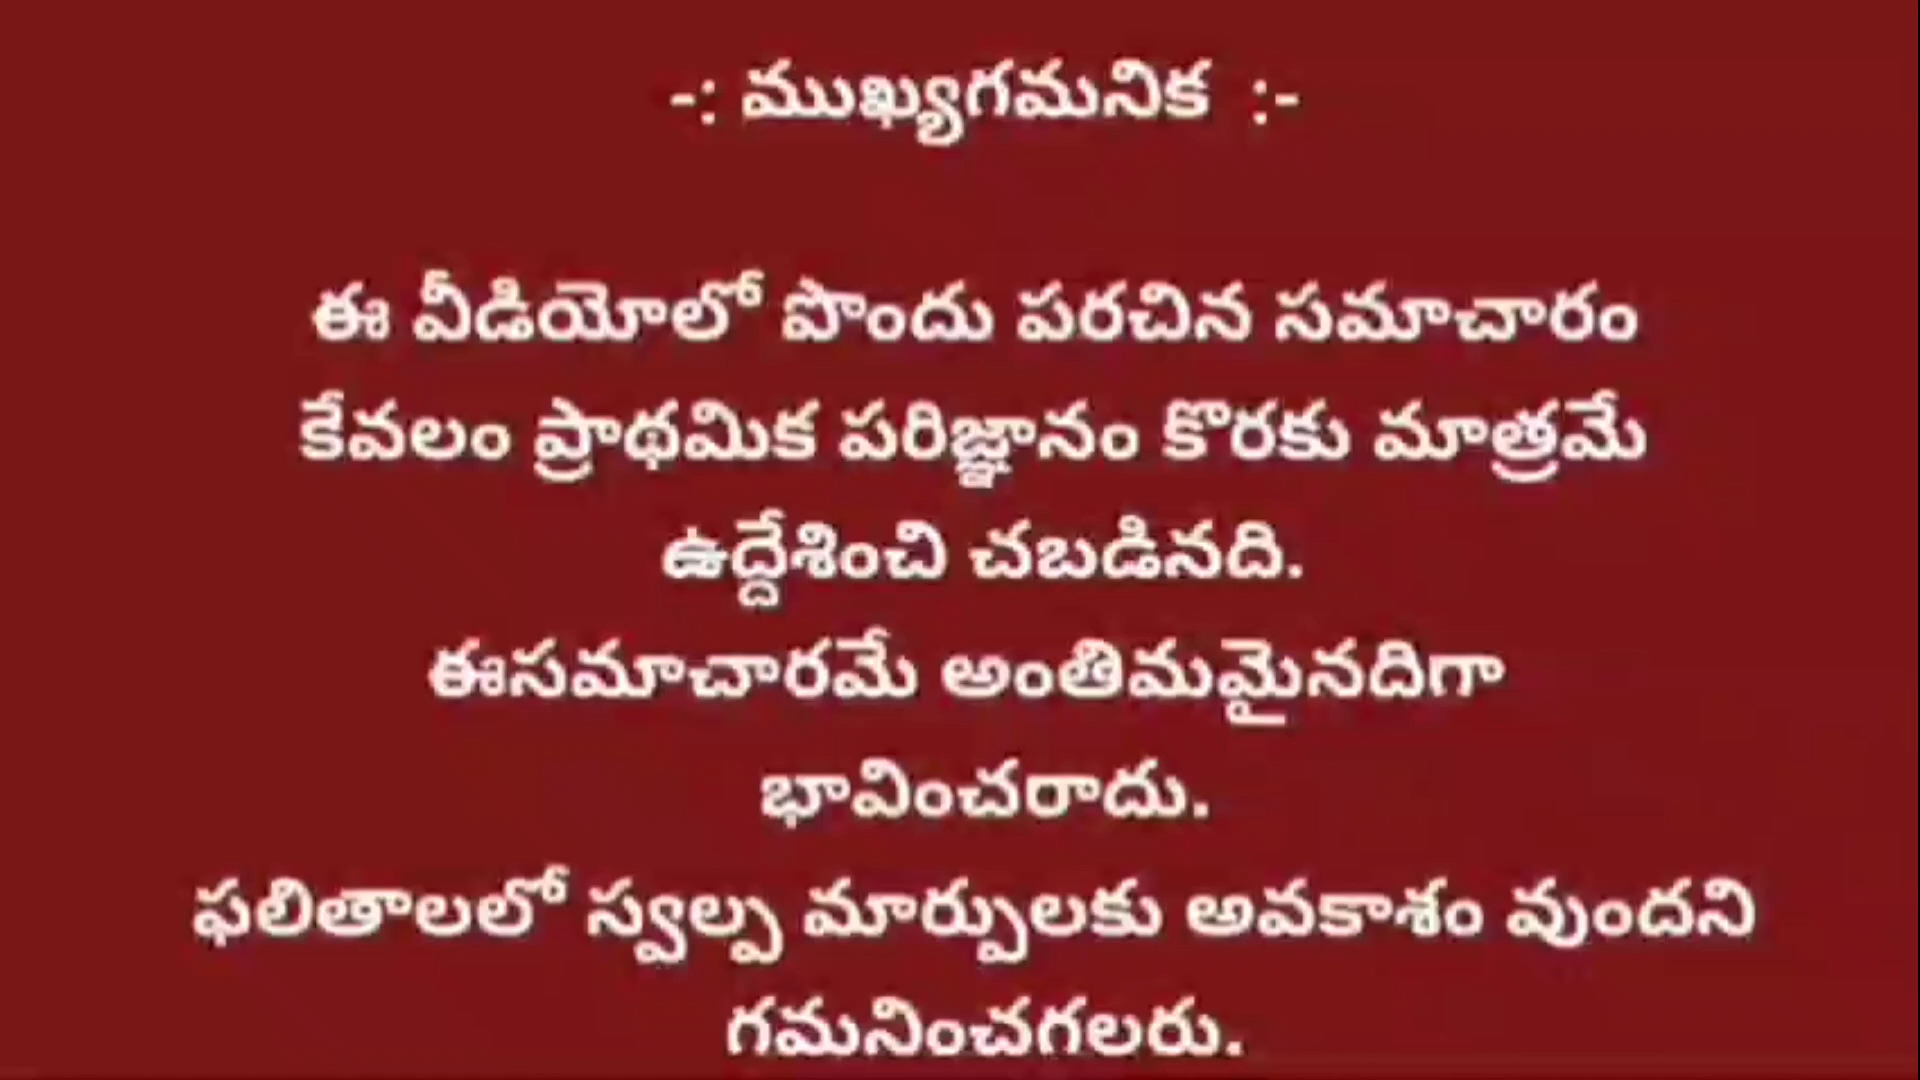 -: ముఖ్యగమనిక :-
ఈ వీడియోలో పొందు పరచిన సమాచారం
కేవలం ప్రాథమిక పరిజ్ఞానం కొరకు మాత్రమే
ఉద్దేశించి చబడినది.
ఈసమాచారమే అంతిమమైనదిగా
భావించరాదు.
ఫలితాలలో స్వల్ప మార్పులకు అవకాశం వుందని
గమనించగలరు.